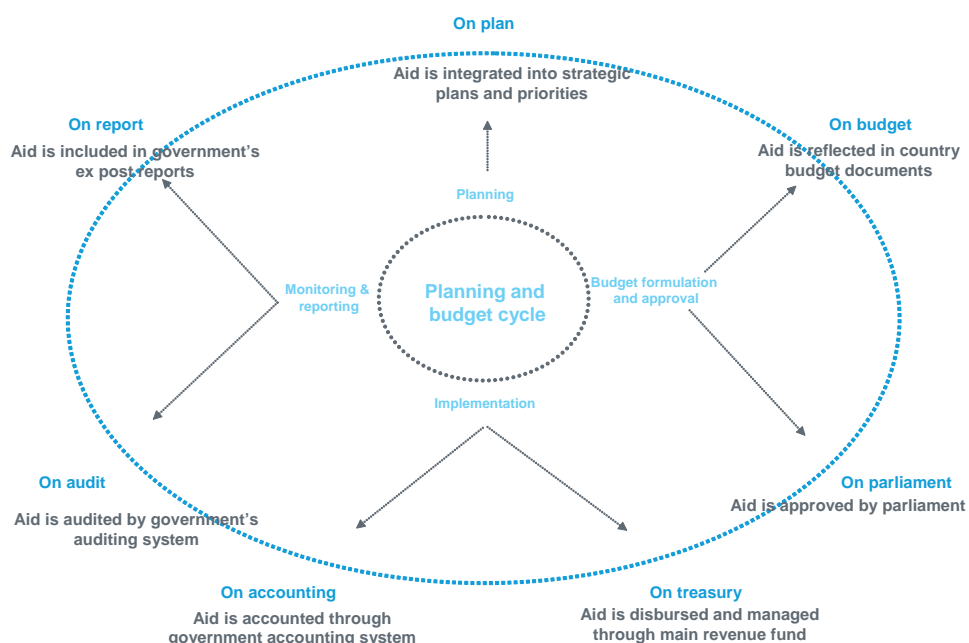 On plan
Aid is integrated into strategic
plans and priorities
On report
Aid is included in government's
ex post reports
On budget
Aid is reflected in country
budget documents
Planning
Monitoring &
reporting
Planning and
budget cycle
Budget formulation
and approval
Implementation
On audit
Aid is audited by government's
auditing system
On parliament
Aid is approved by parliament
On accounting
Aid is accounted through
government accounting system
On treasury
Aid is disbursed and managed
through main revenue fund